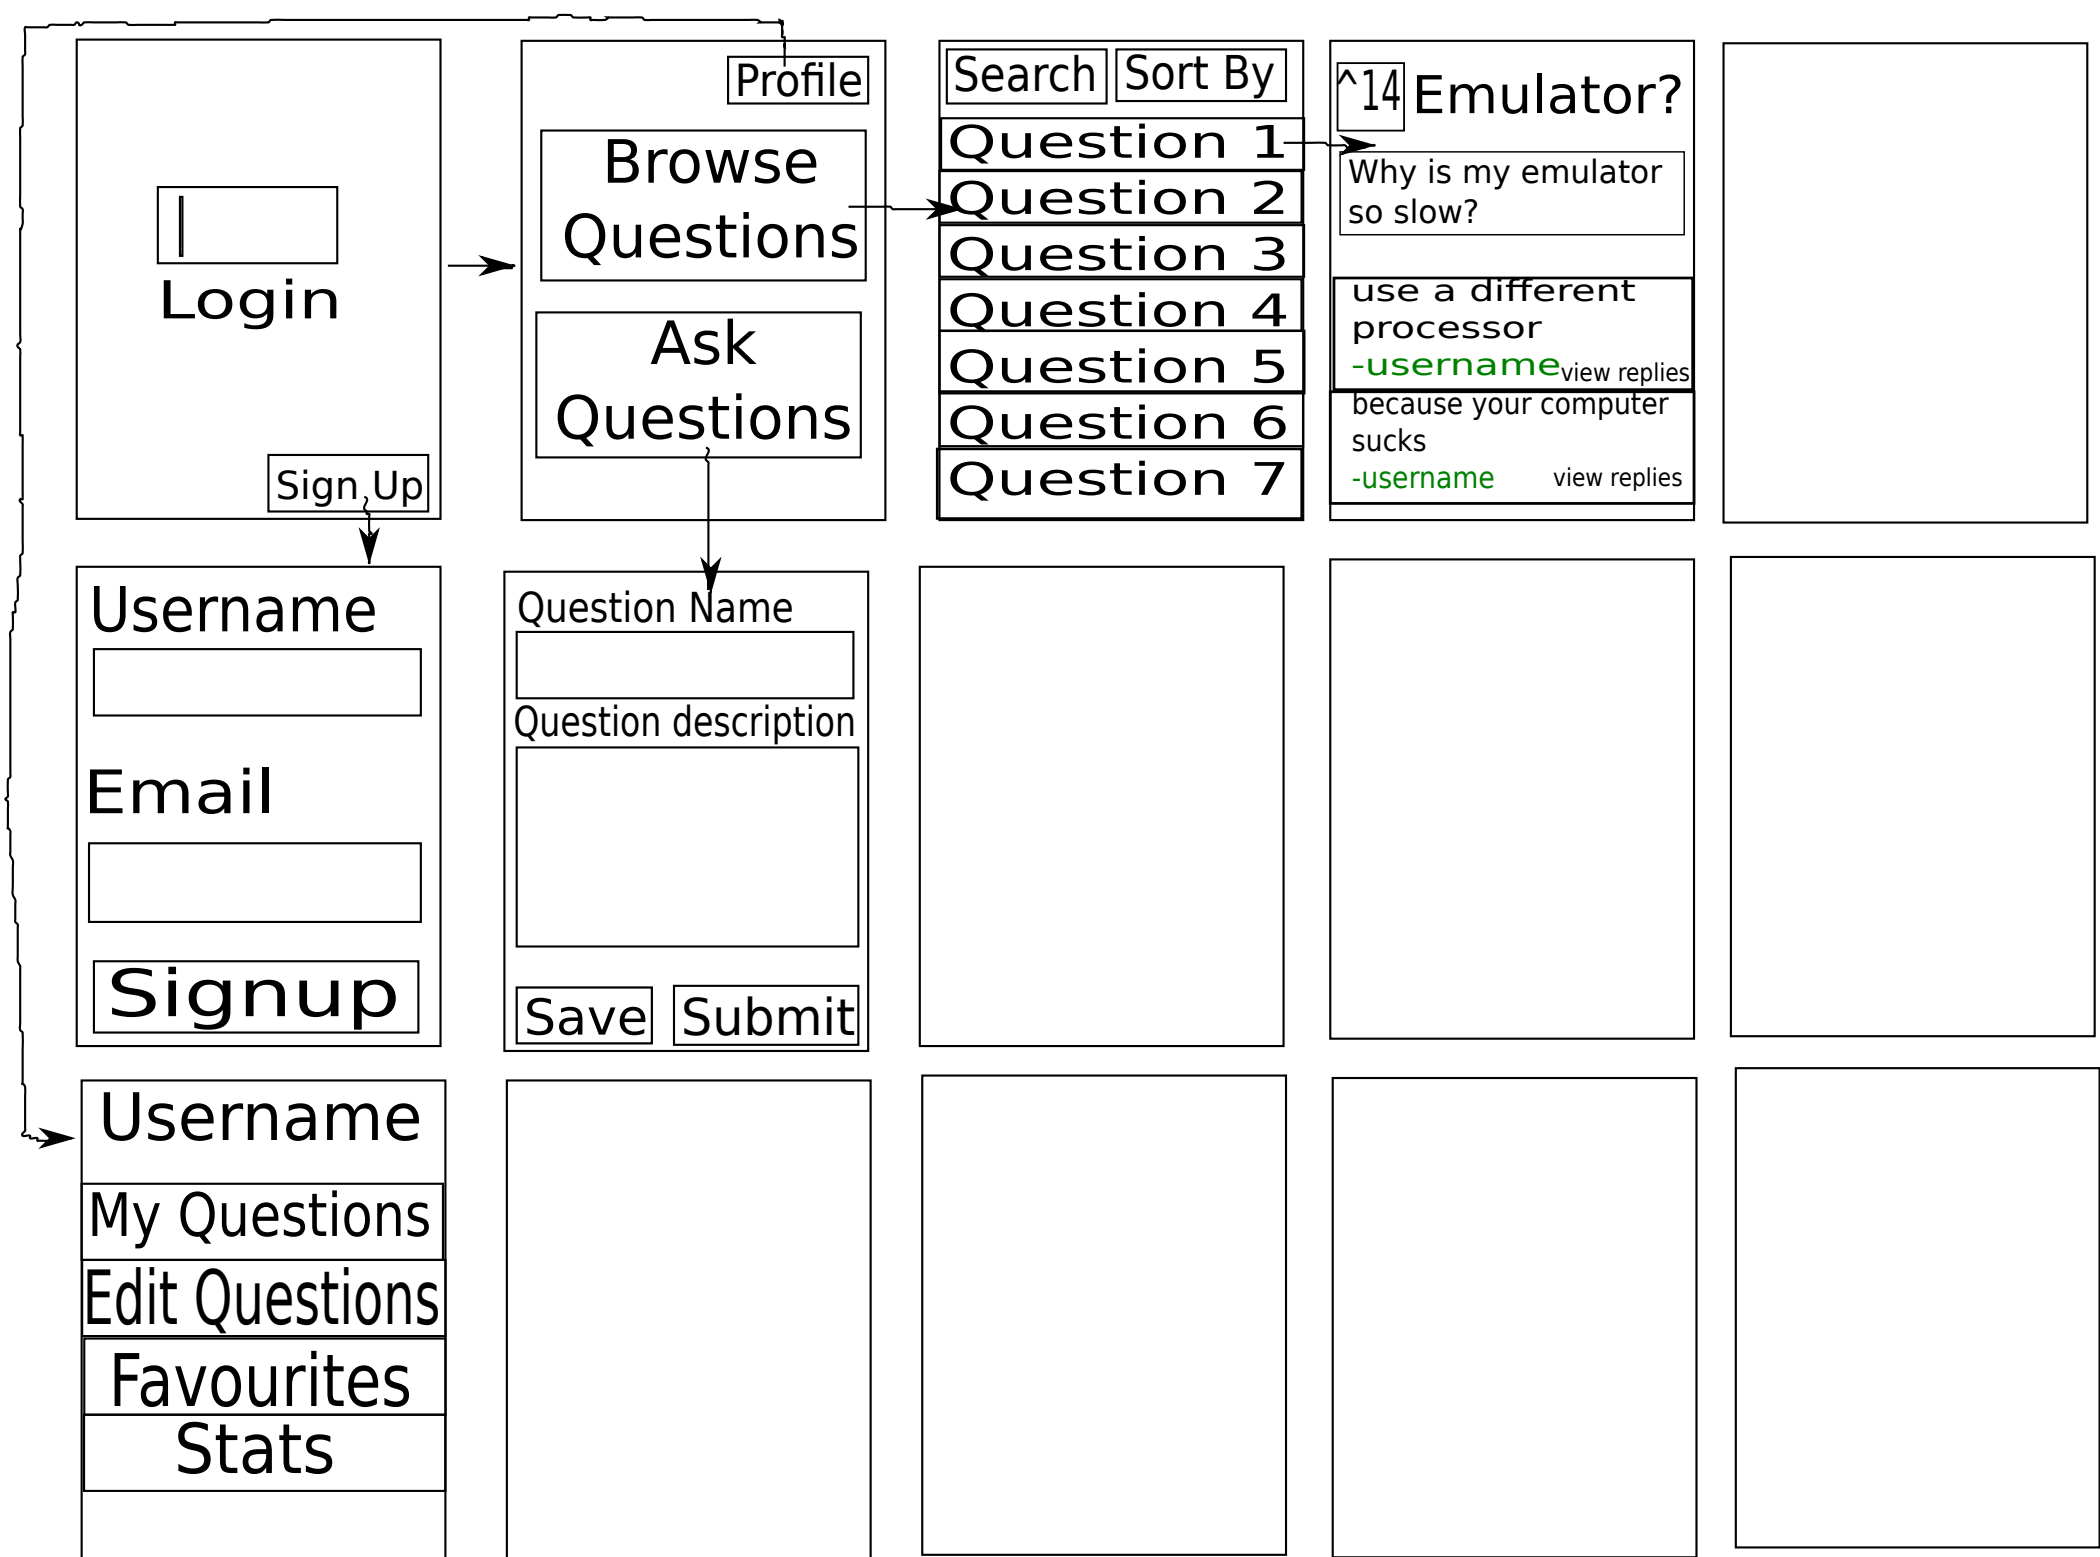 Login
Sign Up
Profile
Browse
Questions
Ask
Questions
Search
Sort By
Question 1
Question 2
Question 3
Question 4
Question 5
Question 6
Question 7
^14
Emulator?
Why is my emulator
so slow?
use a different
processor
-username
view replies
because your computer
sucks
-username
view replies
Username
Email
Signup
Question Name
Question description
Save
Submit
Username
My Questions
Edit Questions
Favourites
Stats